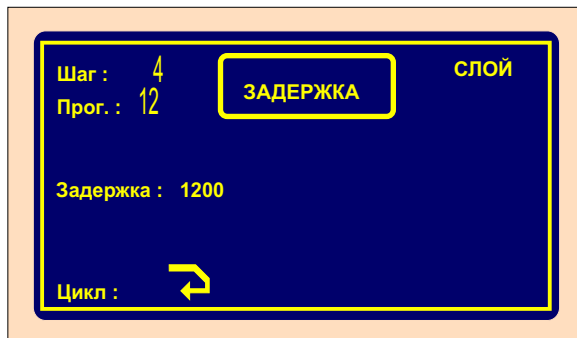 Шаг : 4
Прог. : 12
ЗАДЕРЖКА
СЛОЙ
Задержка : 1200
Цикл :